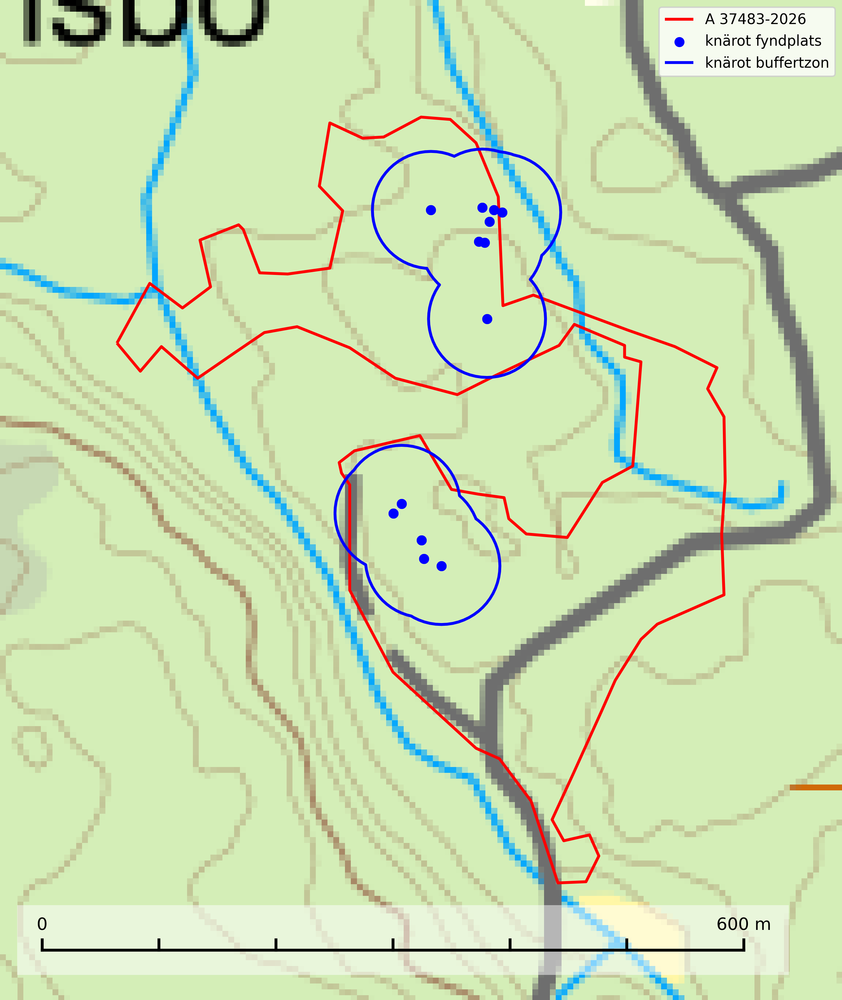 A 37483-2026
knärot fyndplats
knärot buffertzon
0
600 m